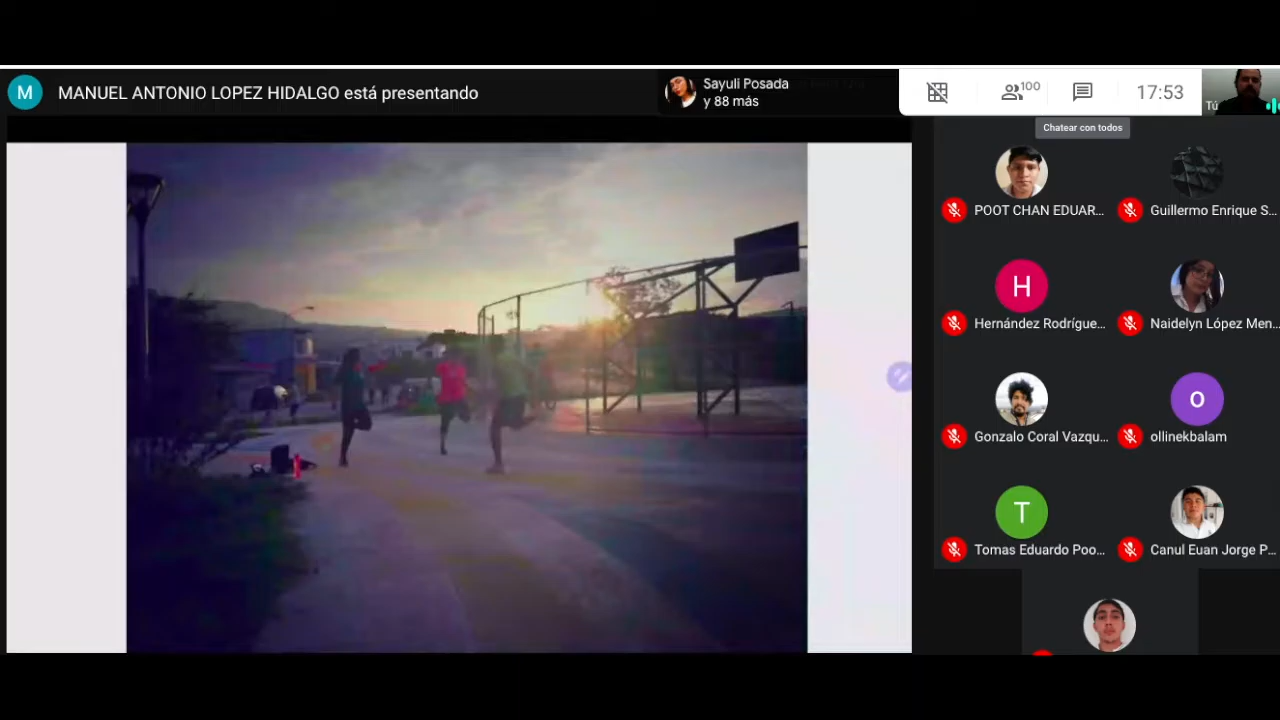 M
MANUEL ANTONIO LOPEZ HIDALGO está presentando
Sayuli Posada
y 88 más
100
17:53
Tú
Chatear con todos
POOT CHAN EDUAR...
Guillermo Enrique S...
H
Hernández Rodrígue...
Naidelyn López Men...
Gonzalo Coral Vazqu...
o
ollinekbalam
T
Tomas Eduardo Poo...
Canul Euan Jorge P...